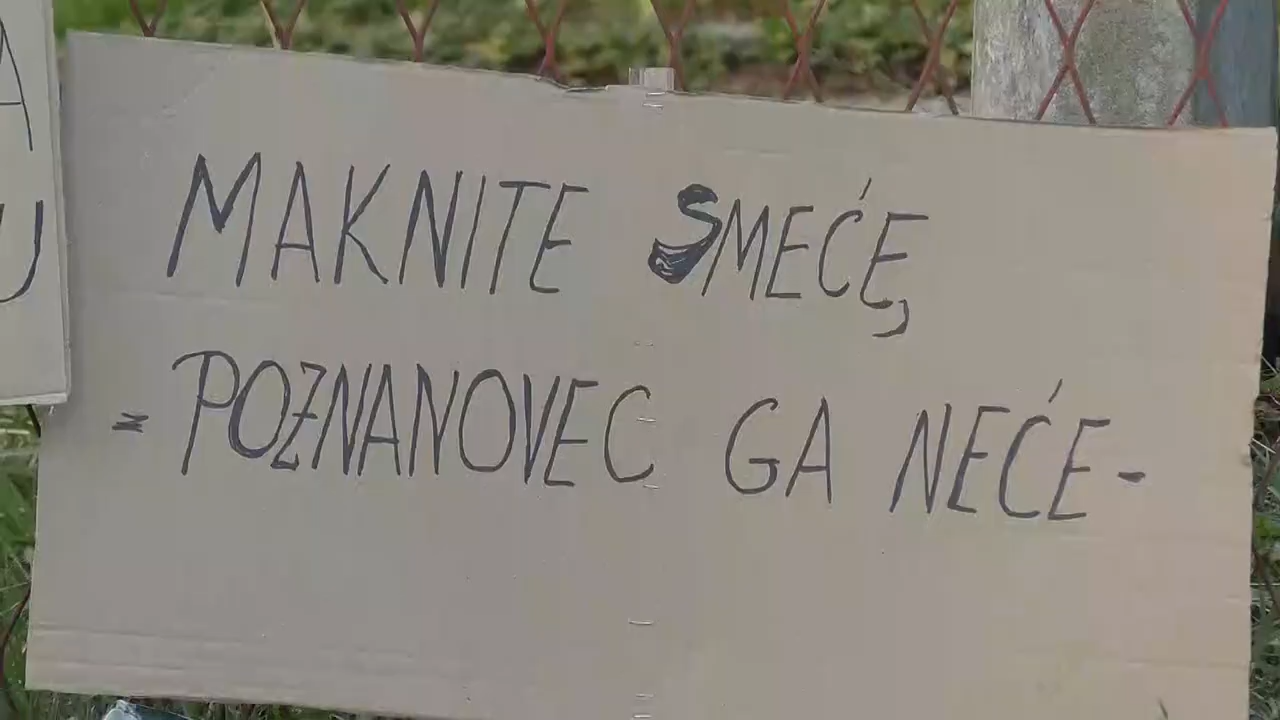 A
U
MAKNITE SMEĆE,
- POZNANOVEC GA NEĆE -